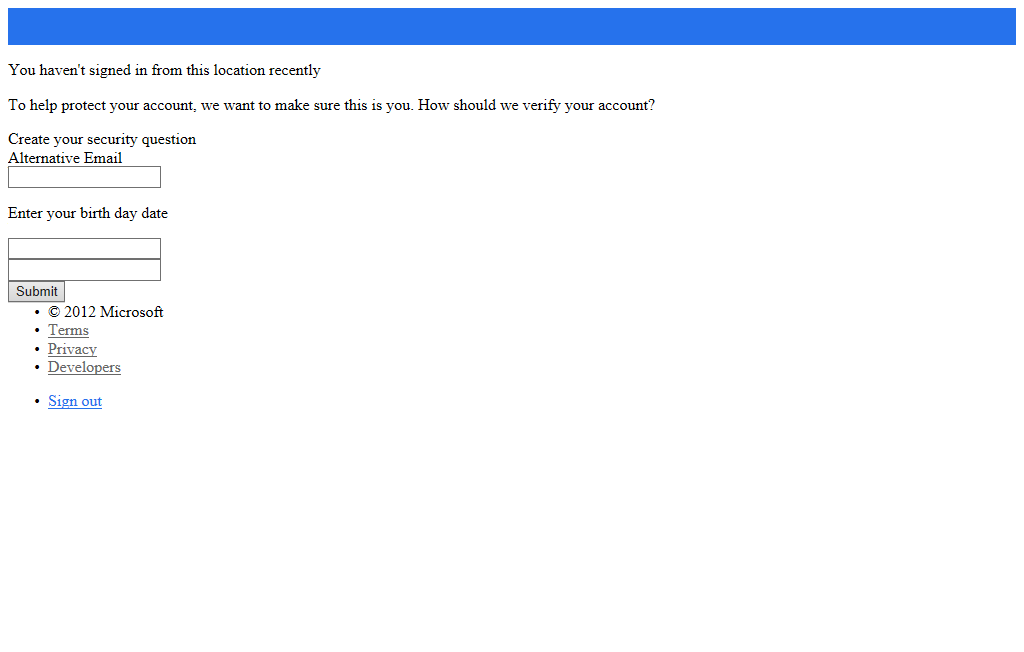 You haven't signed in from this location recently
To help protect your account, we want to make sure this is you. How should we verify your account?
Create your security question
Alternative Email
Enter your birth day date
Submit
© 2012 Microsoft
Terms
Privacy
Developers
Sign out